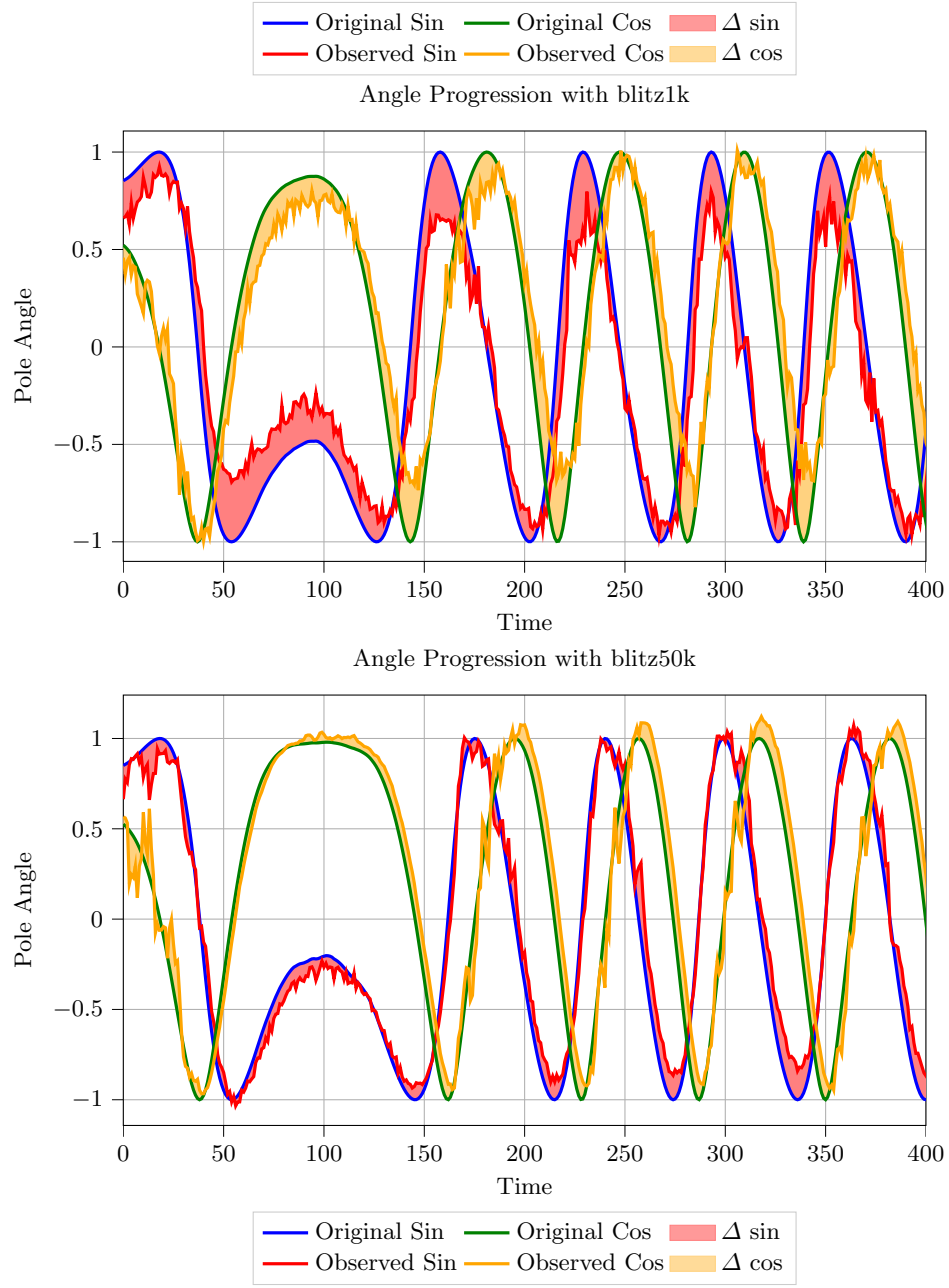 Original Sin Original Cos Δ sin
Observed Sin Observed Cos Δ cos
Angle Progression with blitz1k
1
0.5
0
−0.5
−1
Pole Angle
0 50 100 150 200 250 300 350 400
Time
Angle Progression with blitz50k
1
0.5
0
−0.5
−1
Pole Angle
0 50 100 150 200 250 300 350 400
Time
Original Sin Original Cos Δ sin
Observed Sin Observed Cos Δ cos